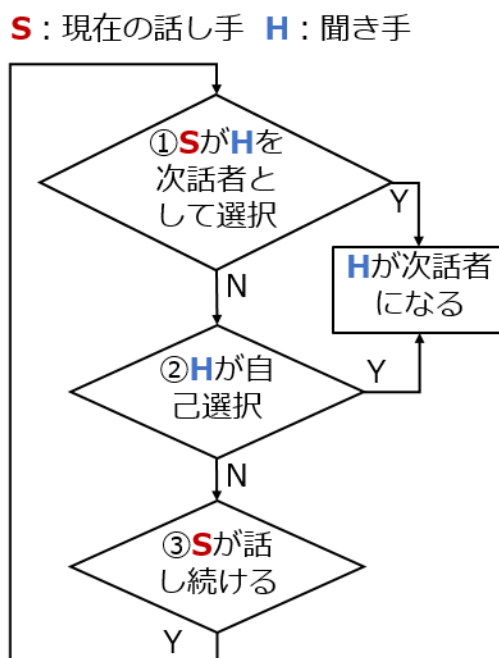 S：現在の話し手 H：聞き手
①SがHを
次話者と
して選択
Y
Hが次話者
になる
N
②Hが自
己選択
Y
N
③Sが話
し続ける
Y